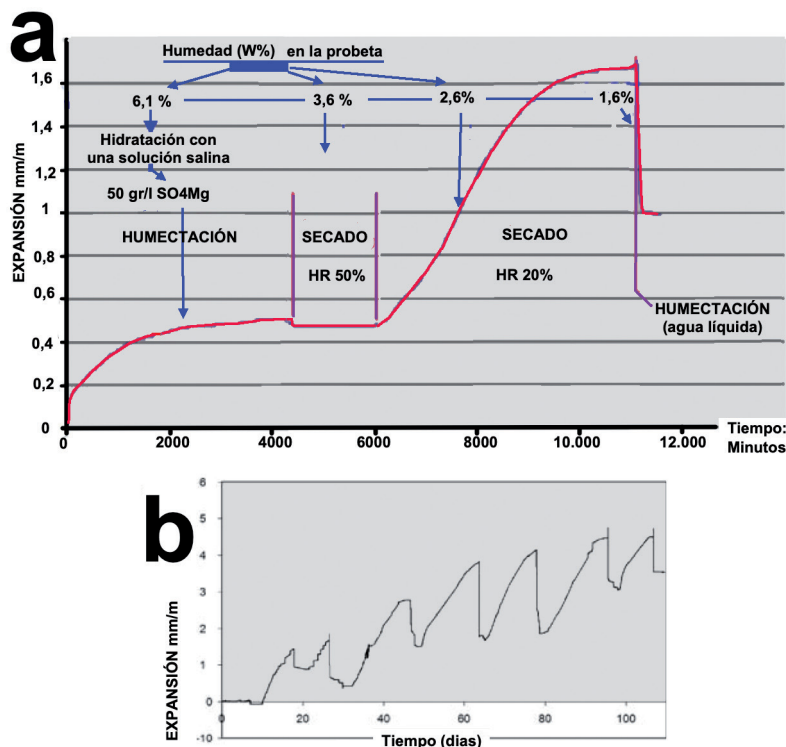 a
Humedad (W%) en la probeta
6,1 % 3,6 % 2,6% 1,6%
Hidratación con
una solución salina
50 gr/l SO4Mg
HUMECTACIÓN SECADO SECADO
HR 50% HR 20%
HUMECTACIÓN
(agua líquida)
EXPANSIÓN mm/m
1,6
1,4
1,2
1
0,8
0,6
0,4
0,2
0
0 2000 4000 6000 8000 10.000 12.000
Tiempo:
Minutos
b
EXPANSIÓN mm/m
6
5
4
3
2
1
0
-10
0 20 40 60 80 100
Tiempo (dias)